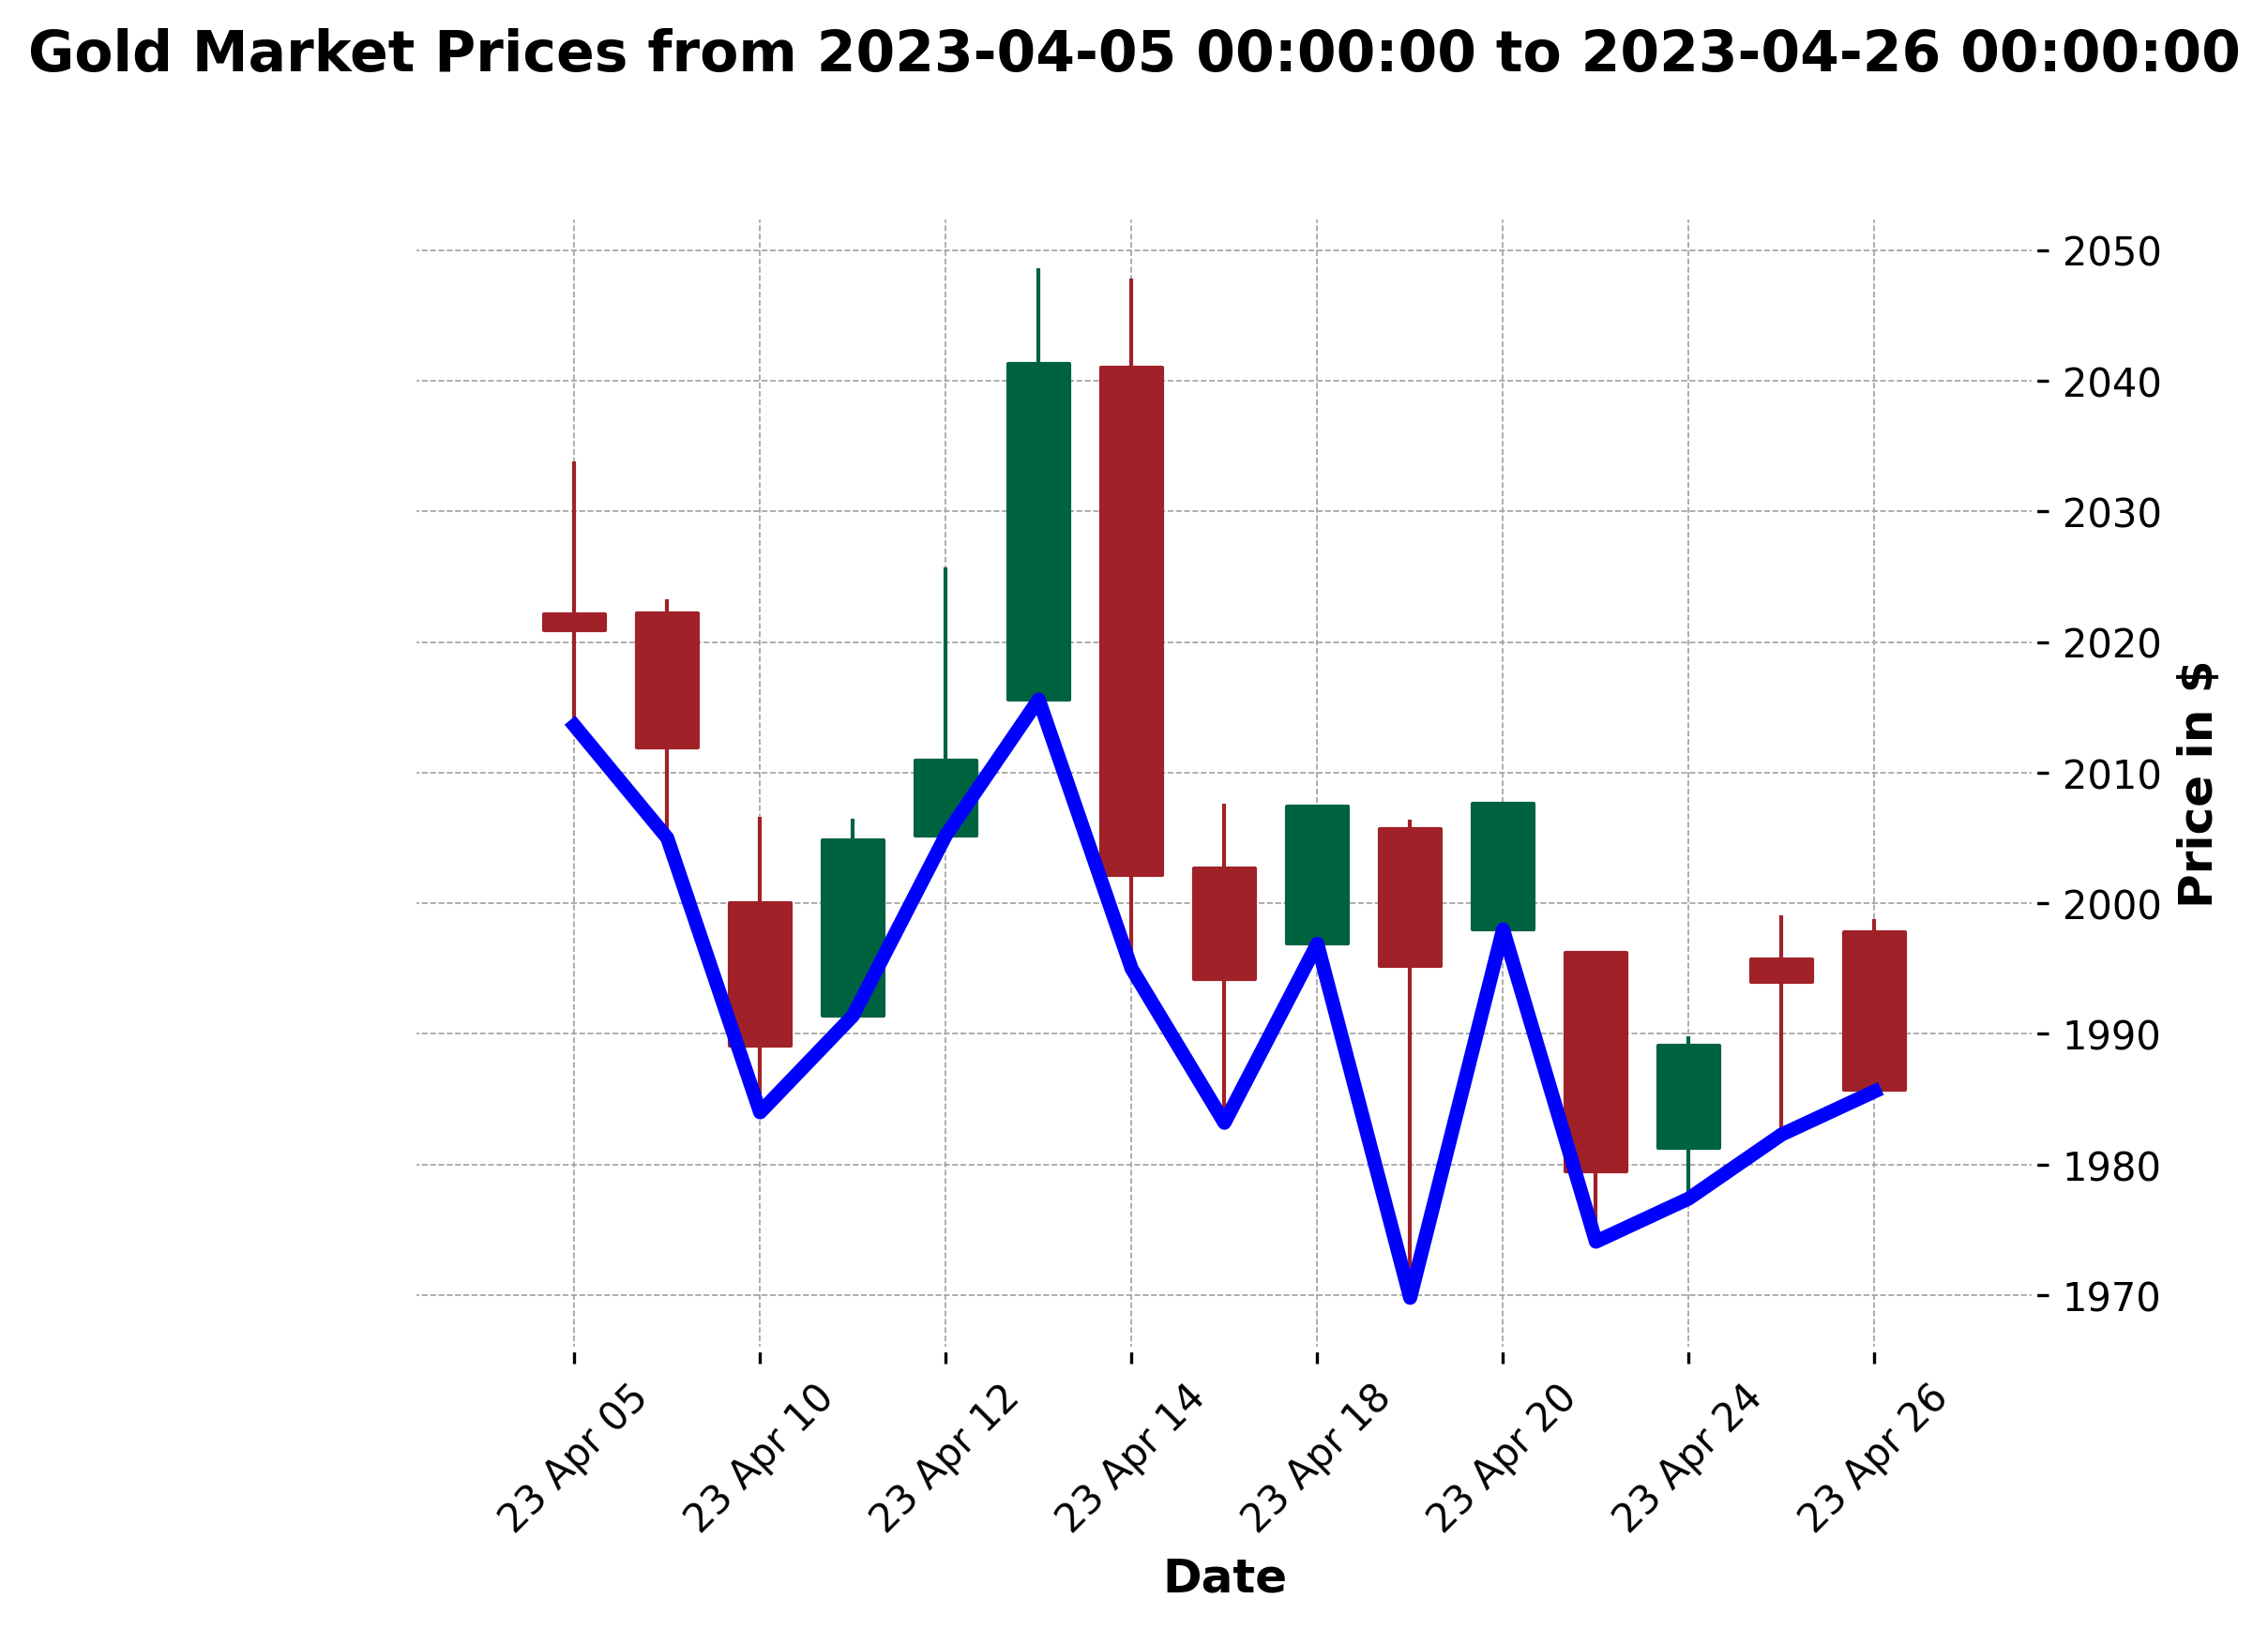 Gold Market Prices from 2023-04-05 00:00:00 to 2023-04-26 00:00:00
2050
2040
2030
2020
2010
2000
1990
1980
1970
Price in $
23 Apr 05
23 Apr 10
23 Apr 12
23 Apr 14
23 Apr 18
23 Apr 20
23 Apr 24
23 Apr 26
Date